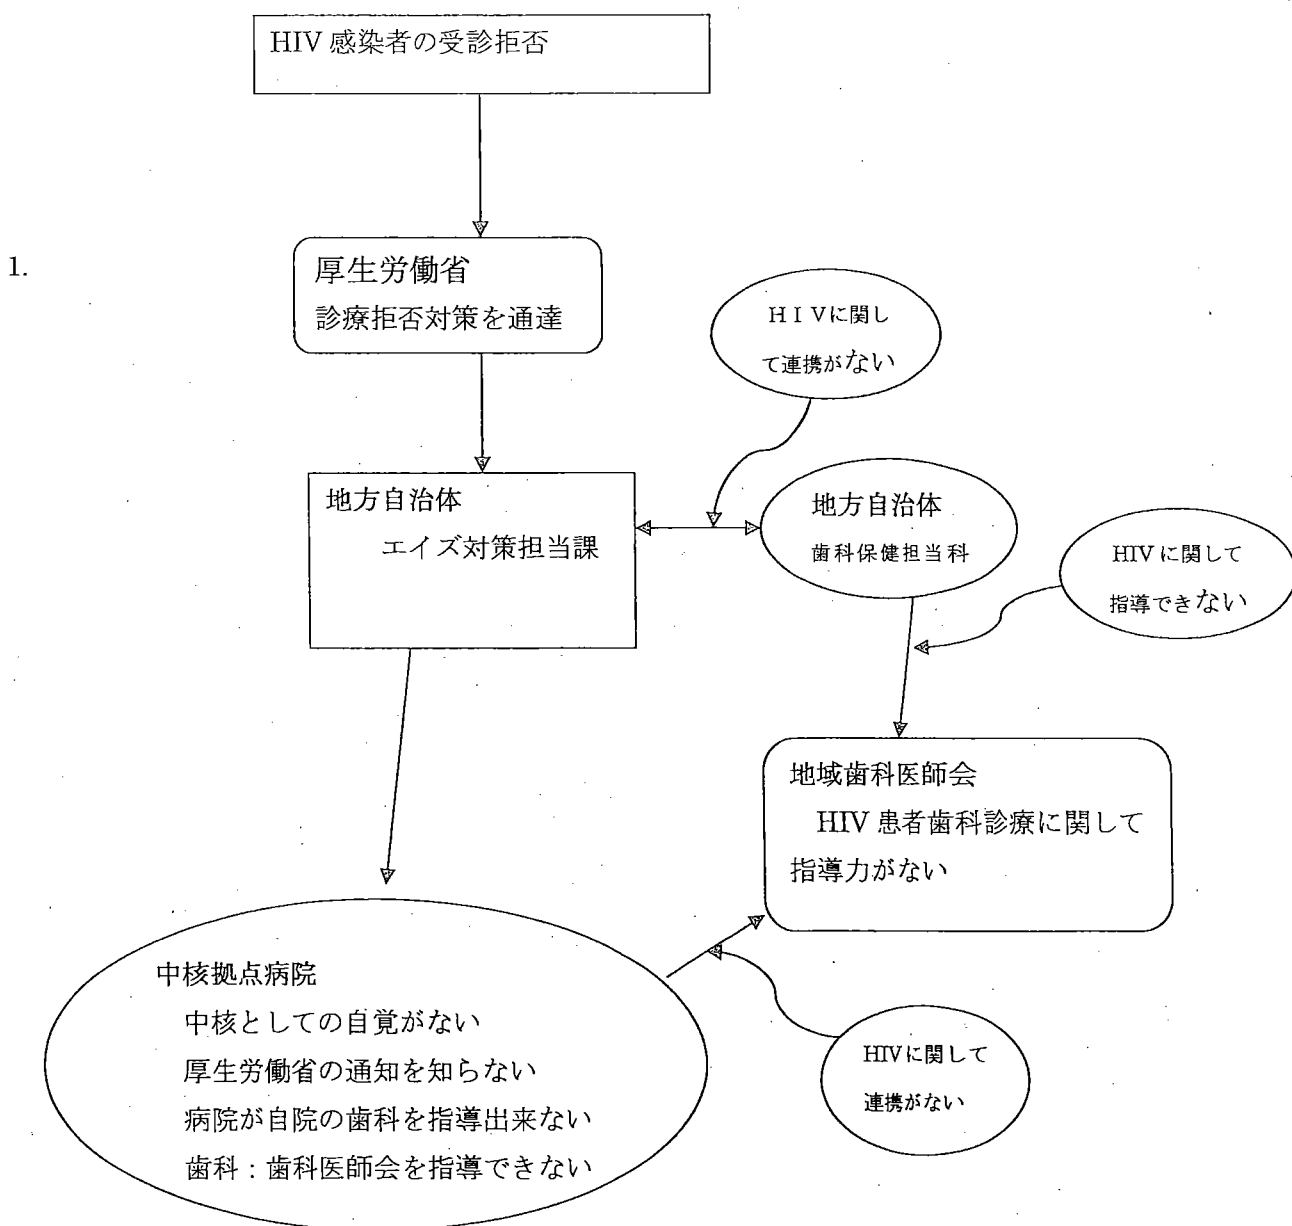 HIV 感染者の受診拒否
1.
厚生労働省
診療拒否対策を通達
ＨＩＶに関し
て連携がない
地方自治体
エイズ対策担当課
地方自治体
歯科保健担当科
HIV に関して
指導できない
地域歯科医師会
HIV 患者歯科診療に関して
指導力がない
中核拠点病院
中核としての自覚がない
厚生労働省の通知を知らない
病院が自院の歯科を指導出来ない
歯科：歯科医師会を指導できない
HIVに関して
連携がない